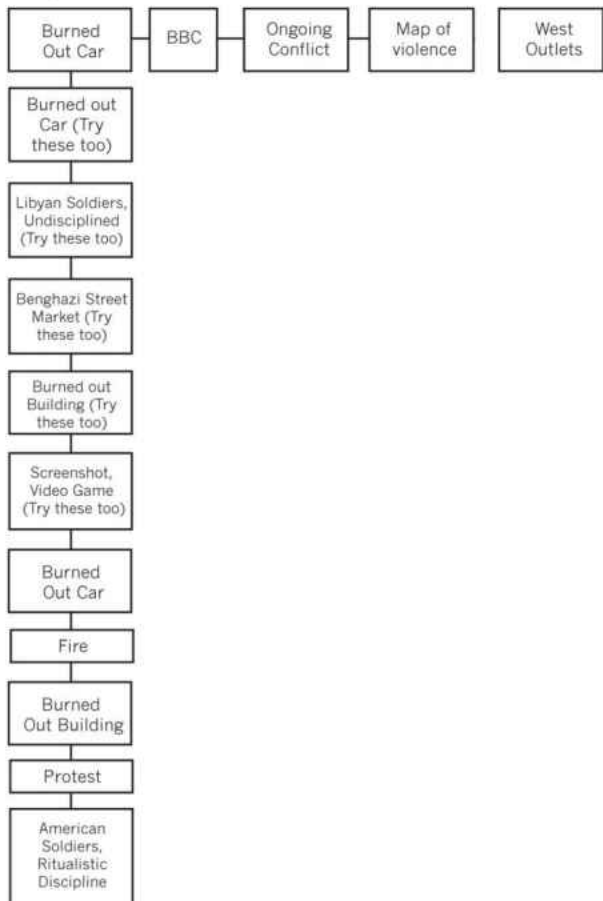 Burned
Out Car
BBC
Ongoing
Conflict
Map of
violence
West
Outlets
Burned out
Car (Try
these too)
Libyan Soldiers,
Undisciplined
(Try these too)
Benghazi Street
Market (Try
these too)
Burned out
Building (Try
these too)
Screenshot,
Video Game
(Try these too)
Burned
Out Car
Fire
Burned
Out Building
Protest
American
Soldiers,
Ritualistic
Discipline